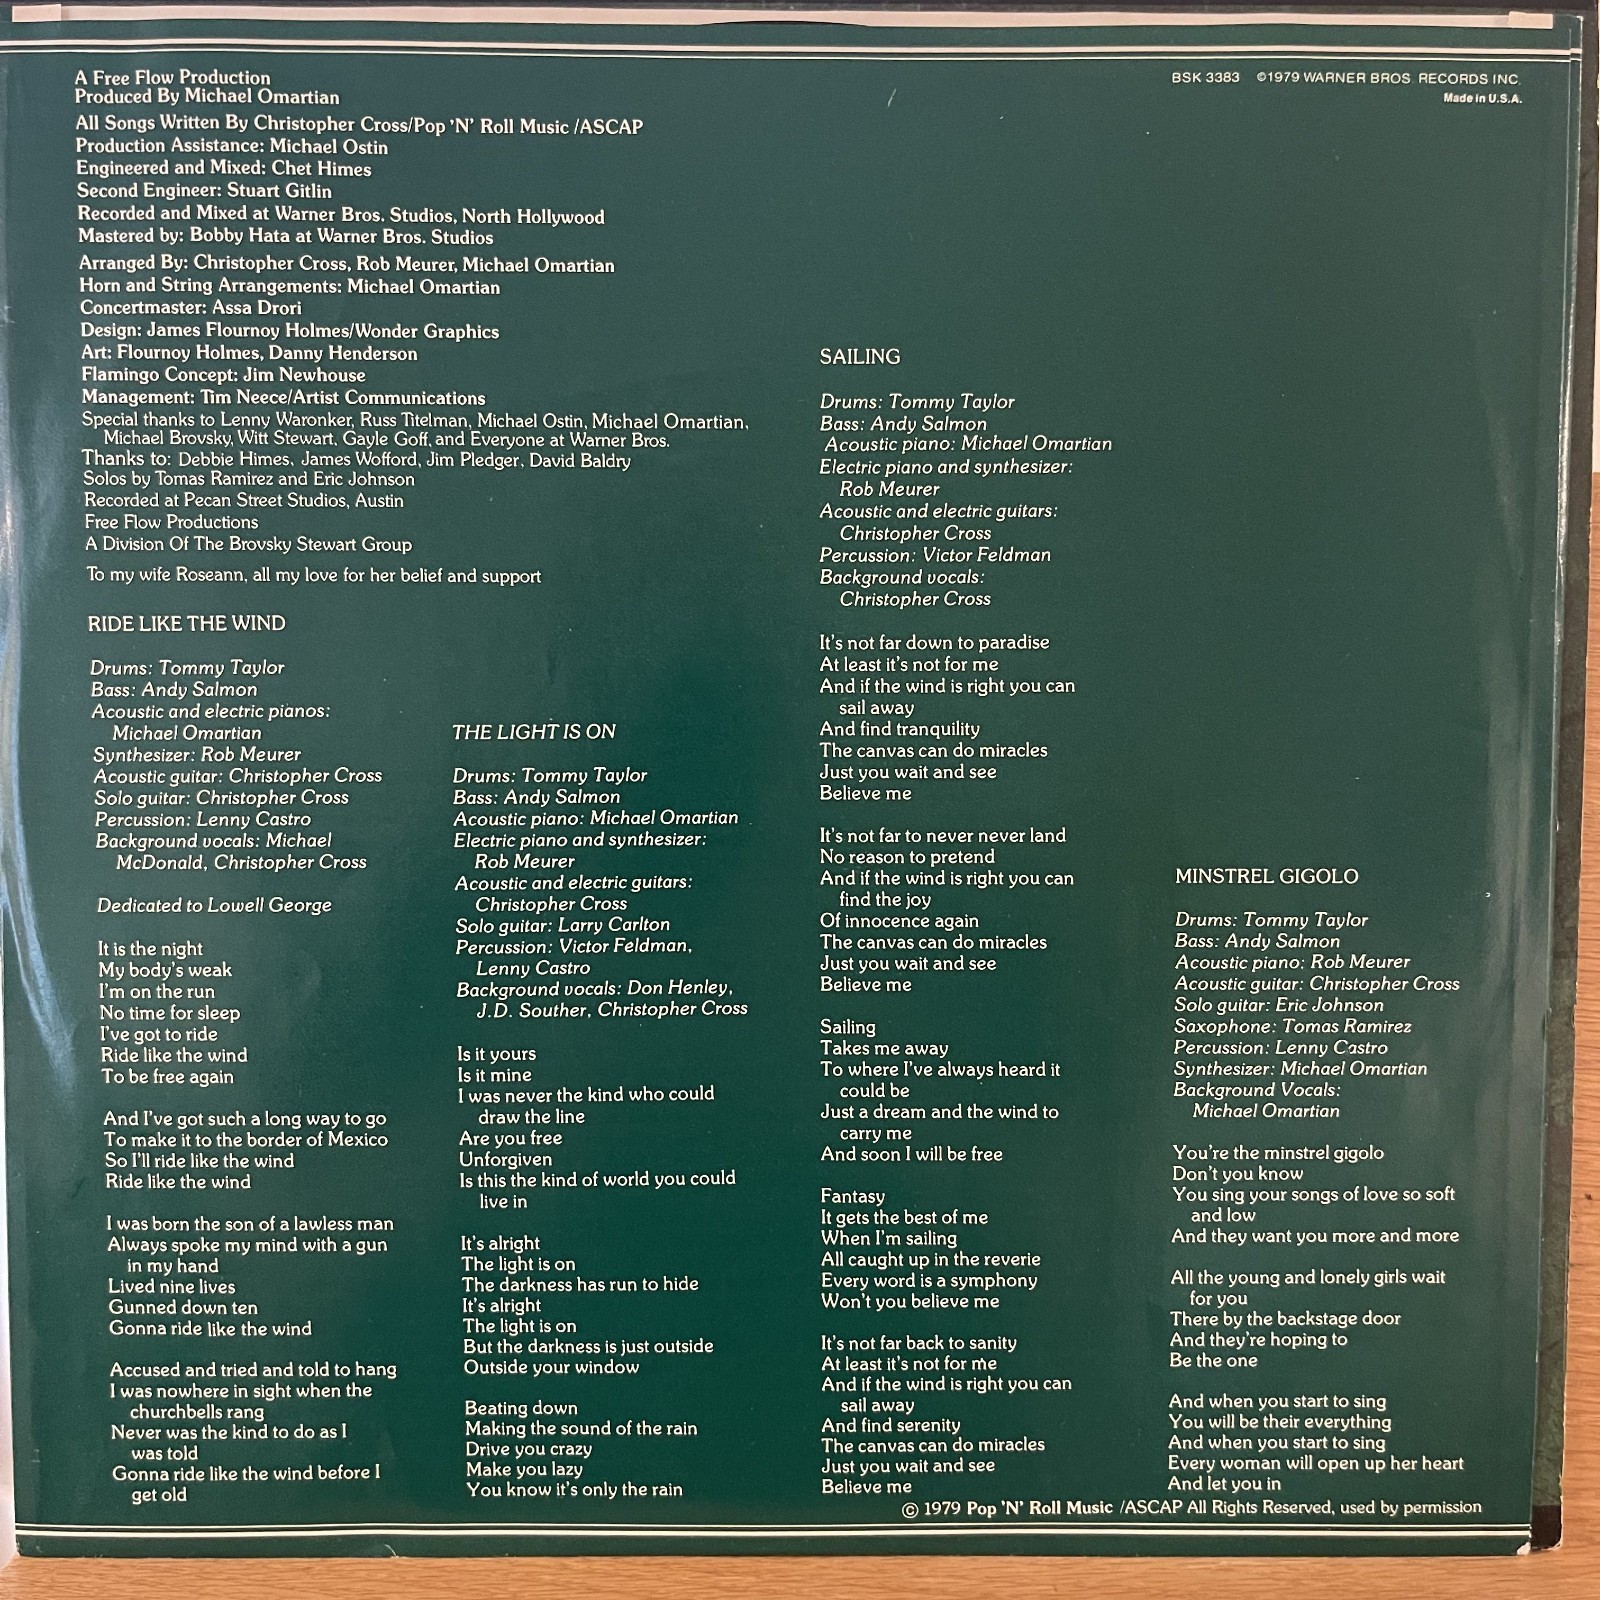 BSK 3383 ©1979 WARNER BROS. RECORDS INC.
Made in U.S.A.
A Free Flow Production
Produced By Michael Omartian
All Songs Written By Christopher Cross/Pop 'N' Roll Music /ASCAP
Production Assistance: Michael Ostin
Engineered and Mixed: Chet Himes
Second Engineer: Stuart Gitlin
Recorded and Mixed at Warner Bros. Studios, North Hollywood
Mastered by: Bobby Hata at Warner Bros. Studios
Arranged By: Christopher Cross, Rob Meurer, Michael Omartian
Horn and String Arrangements: Michael Omartian
Concertmaster: Assa Drori
Design: James Flournoy Holmes/Wonder Graphics
Art: Flournoy Holmes, Danny Henderson
Flamingo Concept: Jim Newhouse
Management: Tim Neece/Artist Communications
Special thanks to Lenny Waronker, Russ Titelman, Michael Ostin, Michael Omartian,
Michael Brovsky, Witt Stewart, Gayle Goff, and Everyone at Warner Bros.
Thanks to: Debbie Himes, James Wofford, Jim Pledger, David Baldry
Solos by Tomas Ramirez and Eric Johnson
Recorded at Pecan Street Studios, Austin
Free Flow Productions
A Division Of The Brovsky Stewart Group
To my wife Roseann, all my love for her belief and support
RIDE LIKE THE WIND
Drums: Tommy Taylor
Bass: Andy Salmon
Acoustic and electric pianos:
Michael Omartian
Synthesizer: Rob Meurer
Acoustic guitar: Christopher Cross
Solo guitar: Christopher Cross
Percussion: Lenny Castro
Background vocals: Michael
McDonald, Christopher Cross
Dedicated to Lowell George
It is the night
My body's weak
I'm on the run
No time for sleep
I've got to ride
Ride like the wind
To be free again
And I've got such a long way to go
To make it to the border of Mexico
So I'll ride like the wind
Ride like the wind
I was born the son of a lawless man
Always spoke my mind with a gun
in my hand
Lived nine lives
Gunned down ten
Gonna ride like the wind
Accused and tried and told to hang
I was nowhere in sight when the
churchbells rang
Never was the kind to do as I
was told
Gonna ride like the wind before I
get old
THE LIGHT IS ON
Drums: Tommy Taylor
Bass: Andy Salmon
Acoustic piano: Michael Omartian
Electric piano and synthesizer:
Rob Meurer
Acoustic and electric guitars:
Christopher Cross
Solo guitar: Larry Carlton
Percussion: Victor Feldman,
Lenny Castro
Background vocals: Don Henley,
J.D. Souther, Christopher Cross
Is it yours
Is it mine
I was never the kind who could
draw the line
Are you free
Unforgiven
Is this the kind of world you could
live in
It's alright
The light is on
The darkness has run to hide
It's alright
The light is on
But the darkness is just outside
Outside your window
Beating down
Making the sound of the rain
Drive you crazy
Make you lazy
You know it's only the rain
SAILING
Drums: Tommy Taylor
Bass: Andy Salmon
Acoustic piano: Michael Omartian
Electric piano and synthesizer:
Rob Meurer
Acoustic and electric guitars:
Christopher Cross
Percussion: Victor Feldman
Background vocals:
Christopher Cross
It's not far down to paradise
At least it's not for me
And if the wind is right you can
sail away
And find tranquility
The canvas can do miracles
Just you wait and see
Believe me
It's not far to never never land
No reason to pretend
And if the wind is right you can
find the joy
Of innocence again
The canvas can do miracles
Just you wait and see
Believe me
Sailing
Takes me away
To where I've always heard it
could be
Just a dream and the wind to
carry me
And soon I will be free
Fantasy
It gets the best of me
When I'm sailing
All caught up in the reverie
Every word is a symphony
Won't you believe me
It's not far back to sanity
At least it's not for me
And if the wind is right you can
sail away
And find serenity
The canvas can do miracles
Just you wait and see
Believe me
MINSTREL GIGOLO
Drums: Tommy Taylor
Bass: Andy Salmon
Acoustic piano: Rob Meurer
Acoustic guitar: Christopher Cross
Solo guitar: Eric Johnson
Saxophone: Tomas Ramirez
Percussion: Lenny Castro
Synthesizer: Michael Omartian
Background Vocals:
Michael Omartian
You're the minstrel gigolo
Don't you know
You sing your songs of love so soft
and low
And they want you more and more
All the young and lonely girls wait
for you
There by the backstage door
And they're hoping to
Be the one
And when you start to sing
You will be their everything
And when you start to sing
Every woman will open up her heart
And let you in
© 1979 Pop 'N' Roll Music /ASCAP All Rights Reserved, used by permission